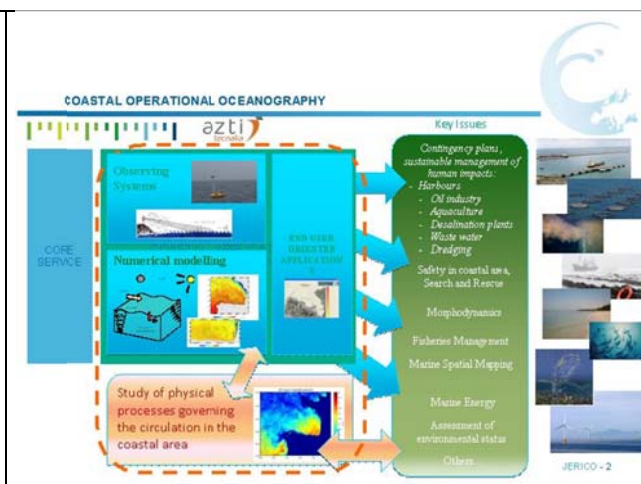 COASTAL OPERATIONAL OCEANOGRAPHY
azti
tecnalia
Key Issues
CORE
SERVICE
Observing
Systems
Numerical modelling
END USER
ORIENTED
APPLICATION
S
Study of physical
processes governing
the circulation in the
coastal area
Contingency plans,
sustainable management of
human impacts:
- Harbours
- Oil industry
- Aquaculture
- Desalination plants
- Waste water
- Dredging
Safety in coastal area,
Search and Rescue
Morphodynamics
Fisheries Management
Marine Spatial Mapping
Marine Energy
Assessment of
environmental status
Others
JERICO - 2